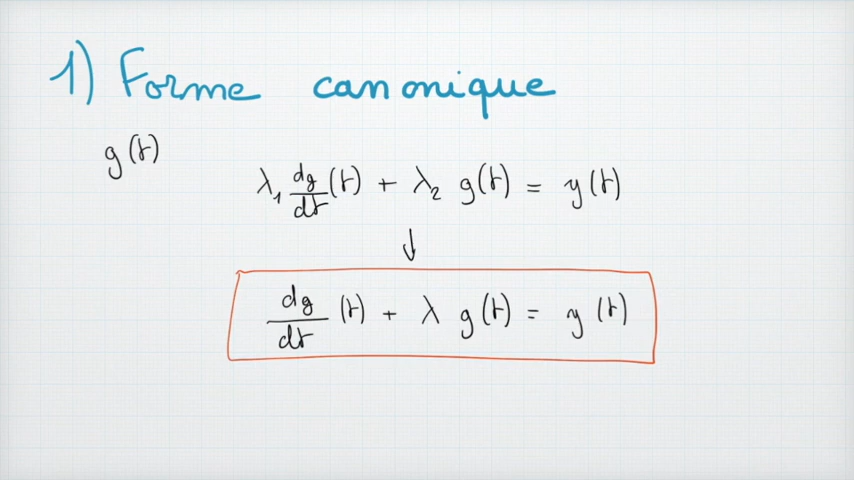 1) Forme canonique
g(t)
λ₁ dg/dt (t) + λ₂ g(t) = y(t)
↓
dg/dt (t) + λ g(t) = y(t)